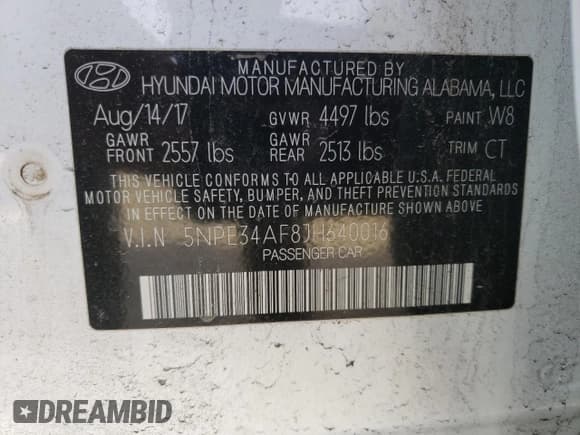 MANUFACTURED BY
HYUNDAI MOTOR MANUFACTURING ALABAMA, LLC
Aug/14/17 GVWR 4497 lbs PAINT W8
GAWR FRONT 2557 lbs GAWR REAR 2513 lbs TRIM CT
THIS VEHICLE CONFORMS TO ALL APPLICABLE U.S.A. FEDERAL
MOTOR VEHICLE SAFETY, BUMPER, AND THEFT PREVENTION STANDARDS
IN EFFECT ON THE DATE OF MANUFACTURE SHOWN ABOVE.
V.I.N 5NPE34AF8JH640016
PASSENGER CAR
DREAMBID